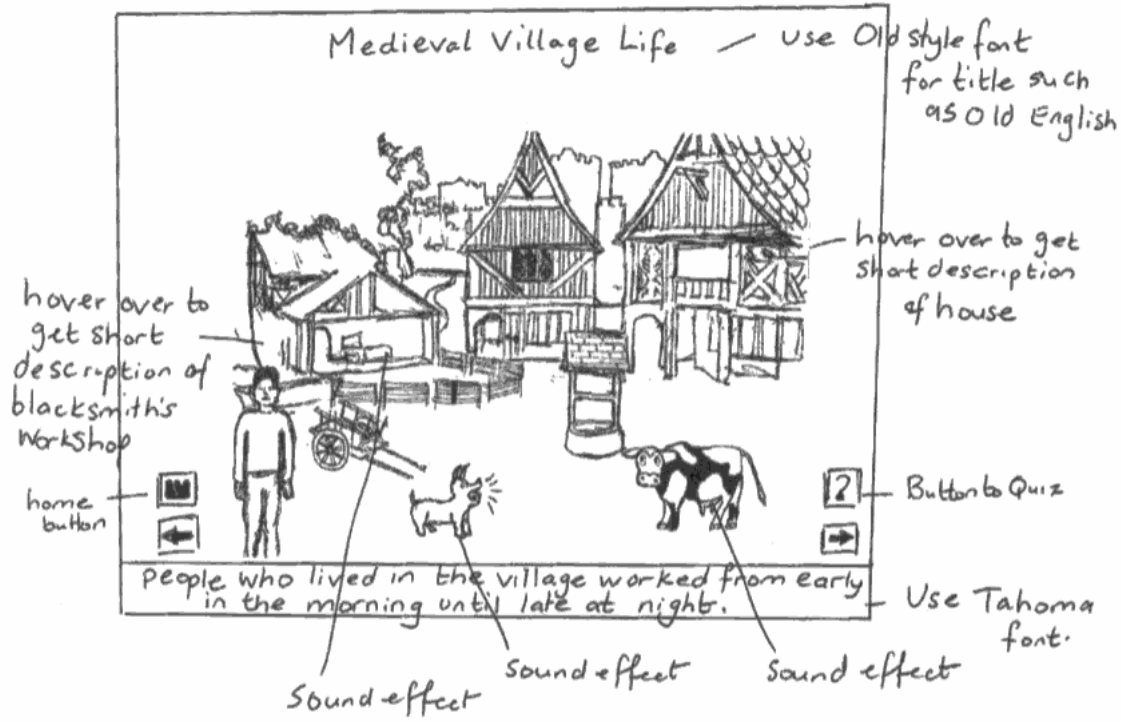 Medieval Village Life
use Old style font
for title such
as Old English
hover over to get
short description
of house
hover over to
get short
description of
blacksmith's
Workshop
home
button
?
Button to Quiz
People who lived in the village worked from early
in the morning until late at night.
Use Tahoma
font.
Sound effect
Sound effect
Sound effect